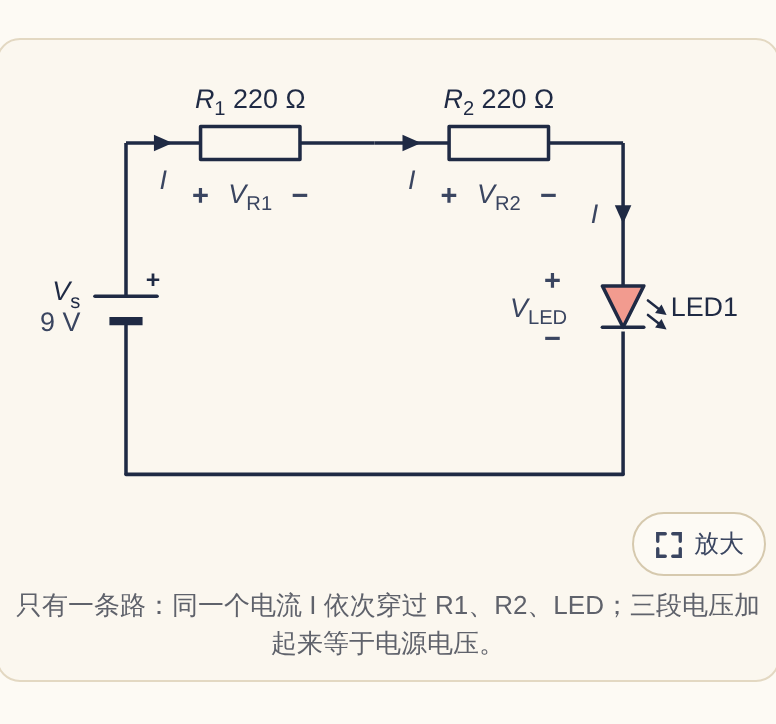 R1 220 Ω
R2 220 Ω
I
+ VR1 −
I
+ VR2 −
I
+
Vs
9 V
+
VLED
−
LED1
放大
只有一条路：同一个电流 I 依次穿过 R1、R2、LED；三段电压加
起来等于电源电压。